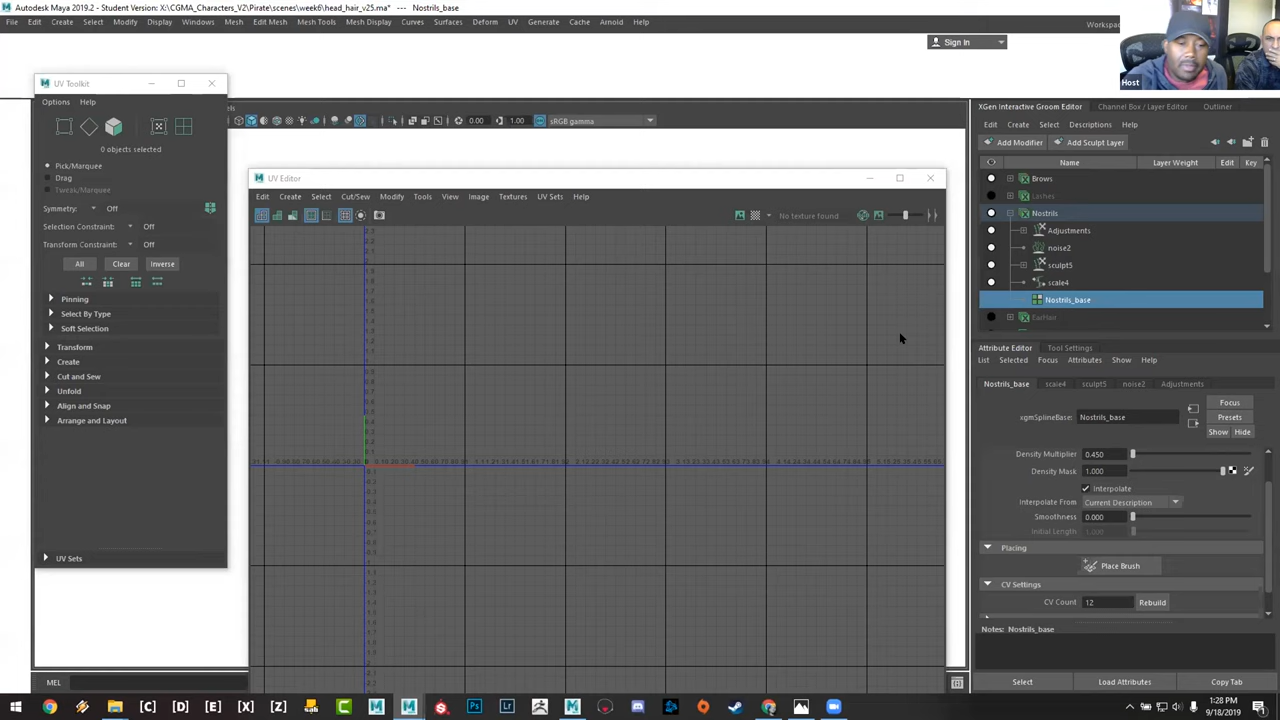 Autodesk Maya 2019.2 - Student Version: X:\CGMA_Characters_V2\Pirate\scenes\week6\head_hair_v25.ma* --- Nostrils_base
File Edit Create Select Modify Display Windows Mesh Edit Mesh Mesh Tools Mesh Display Curves Surfaces Deform UV Generate Cache Arnold Help
Workspac
Host
Sign In
UV Toolkit
Options Help
0 objects selected
Pick/Marquee
Drag
Tweak/Marquee
Symmetry: Off
Selection Constraint: Off
Transform Constraint: Off
All Clear Inverse
Pinning
Select By Type
Soft Selection
Transform
Create
Cut and Sew
Unfold
Align and Snap
Arrange and Layout
UV Sets
els
0.00 1.00 sRGB gamma
UV Editor
Edit Create Select Cut/Sew Modify Tools View Image Textures UV Sets Help
No texture found
MEL
XGen Interactive Groom Editor Channel Box / Layer Editor Outliner
Edit Create Select Descriptions Help
Add Modifier Add Sculpt Layer
Name Layer Weight Edit Key
Brows
Lashes
Nostrils
Adjustments
noise2
sculpt5
scale4
Nostrils_base
EarHair
Attribute Editor Tool Settings
List Selected Focus Attributes Show Help
Nostrils_base scale4 sculpt5 noise2 Adjustments
Focus
xgmSplineBase: Nostrils_base Presets
Show Hide
Density Multiplier 0.450
Density Mask 1.000
Interpolate
Interpolate From Current Description
Smoothness 0.000
Initial Length 1.000
Placing
Place Brush
CV Settings
CV Count 12 Rebuild
Notes: Nostrils_base
Select Load Attributes Copy Tab
[C] [D] [E] [X] [Z]
1:28 PM
9/18/2019